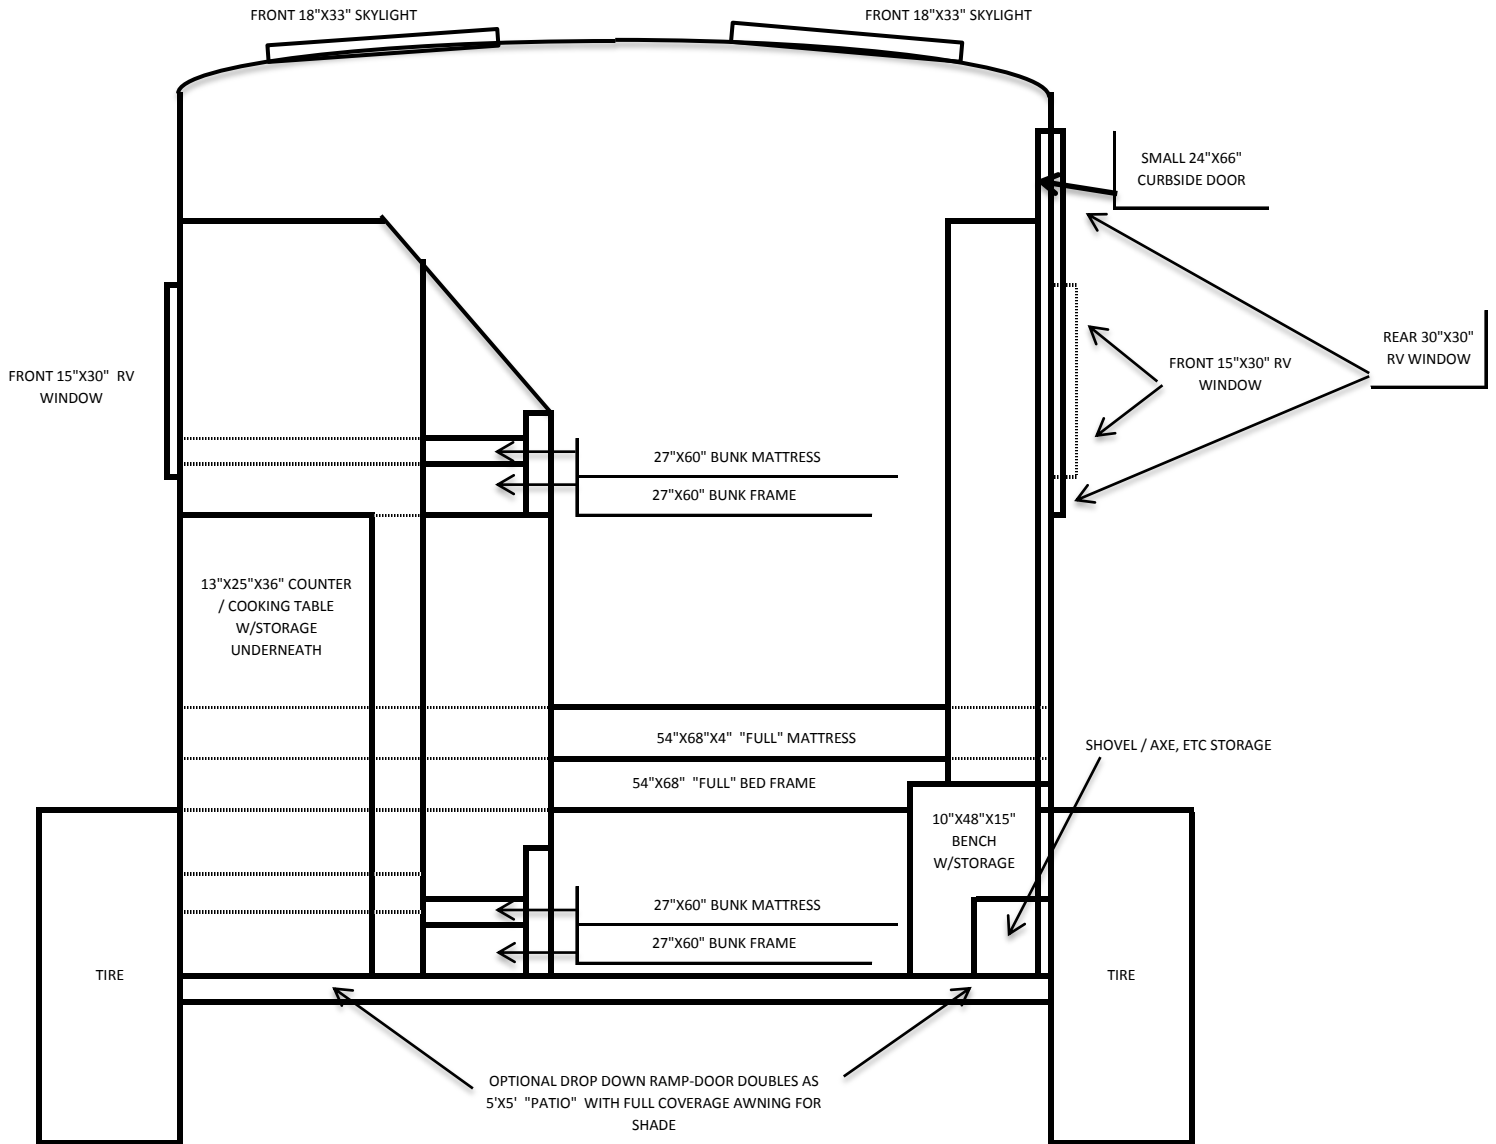 FRONT 18"X33" SKYLIGHT
FRONT 18"X33" SKYLIGHT
SMALL 24"X66"
CURBSIDE DOOR
REAR 30"X30"
RV WINDOW
FRONT 15"X30" RV
WINDOW
FRONT 15"X30" RV
WINDOW
27"X60" BUNK MATTRESS
27"X60" BUNK FRAME
13"X25"X36" COUNTER
/ COOKING TABLE
W/STORAGE
UNDERNEATH
54"X68"X4" "FULL" MATTRESS
54"X68" "FULL" BED FRAME
SHOVEL / AXE, ETC STORAGE
10"X48"X15"
BENCH
W/STORAGE
27"X60" BUNK MATTRESS
27"X60" BUNK FRAME
TIRE
TIRE
OPTIONAL DROP DOWN RAMP-DOOR DOUBLES AS
5'X5' "PATIO" WITH FULL COVERAGE AWNING FOR
SHADE